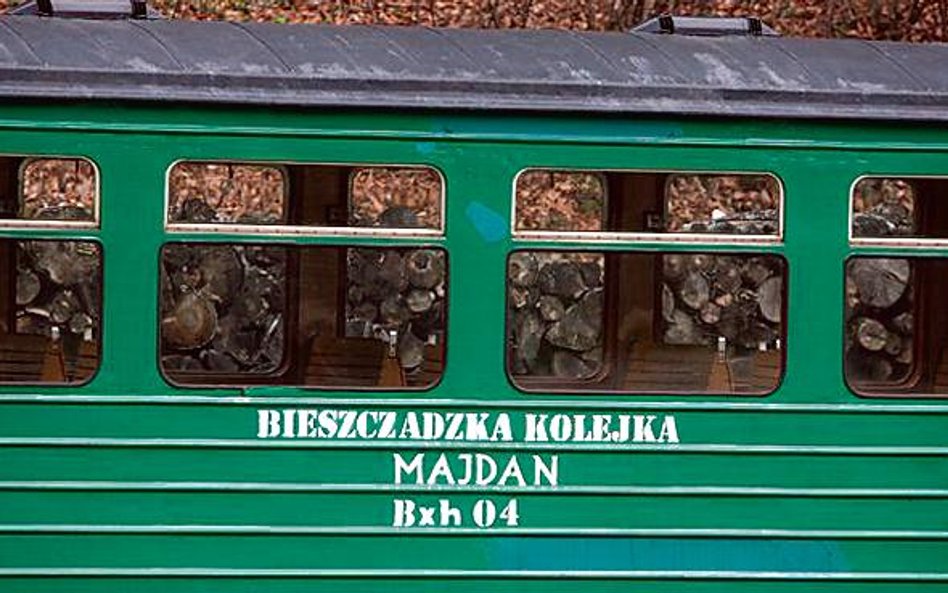 BIESZCZADZKA KOLEJKA
MAJDAN
Bxh 04